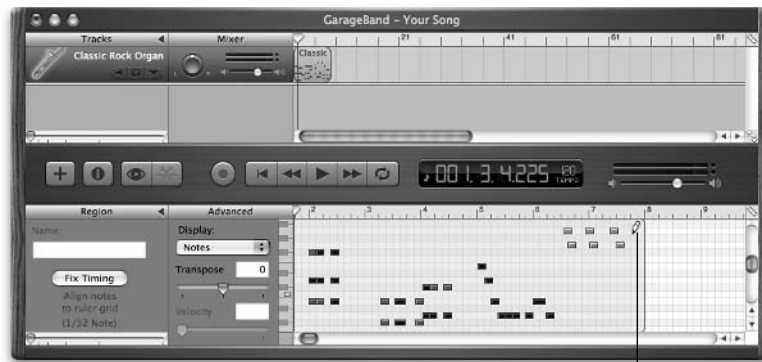 GarageBand – Your Song
Tracks
Mixer
21
41
61
81
Classic Rock Organ
Classic
001. 3. 4.225 120
TEMPO
Region
Advanced
2
3
4
5
6
7
8
9
Name:
Display:
Notes
Fix Timing
Transpose 0
Align notes
to ruler grid
(1/32 Note)
Velocity